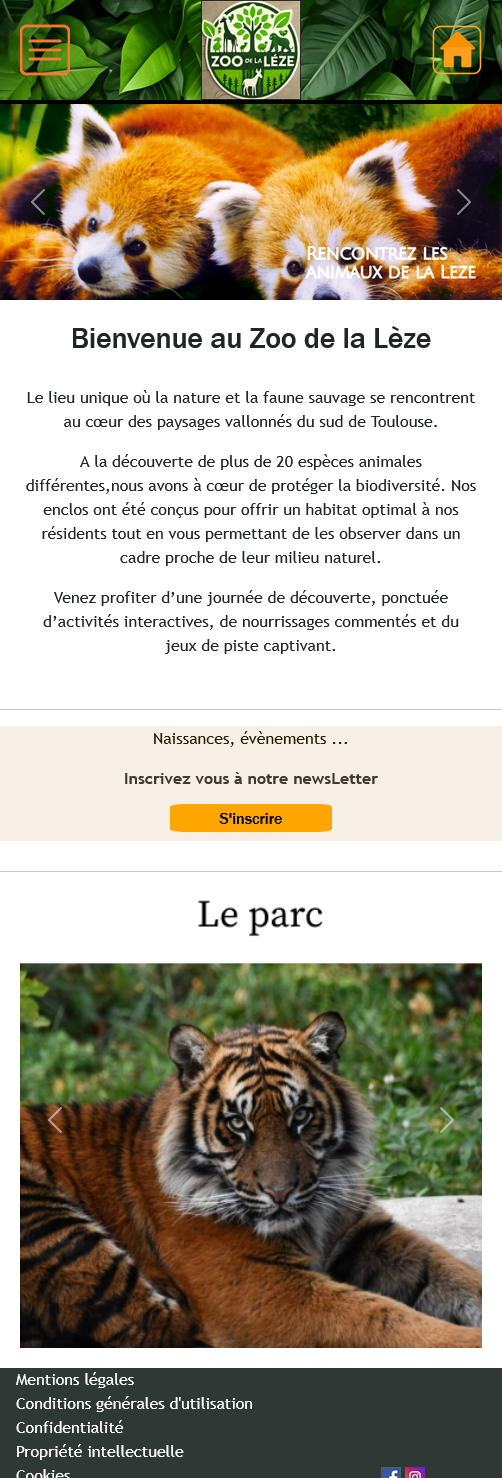 ZOO DE LA LÈZE
RENCONTREZ LES
ANIMAUX DE LA LEZE
Bienvenue au Zoo de la Lèze
Le lieu unique où la nature et la faune sauvage se rencontrent
au cœur des paysages vallonnés du sud de Toulouse.
A la découverte de plus de 20 espèces animales
différentes,nous avons à cœur de protéger la biodiversité. Nos
enclos ont été conçus pour offrir un habitat optimal à nos
résidents tout en vous permettant de les observer dans un
cadre proche de leur milieu naturel.
Venez profiter d’une journée de découverte, ponctuée
d’activités interactives, de nourrissages commentés et du
jeux de piste captivant.
Naissances, évènements ...
Inscrivez vous à notre newsLetter
S'inscrire
Le parc
Mentions légales
Conditions générales d'utilisation
Confidentialité
Propriété intellectuelle
Cookies